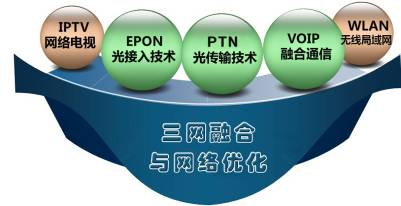 IPTV
网络电视
EPON
光接入技术
PTN
光传输技术
VOIP
融合通信
WLAN
无线局域网
三网融合
与网络优化